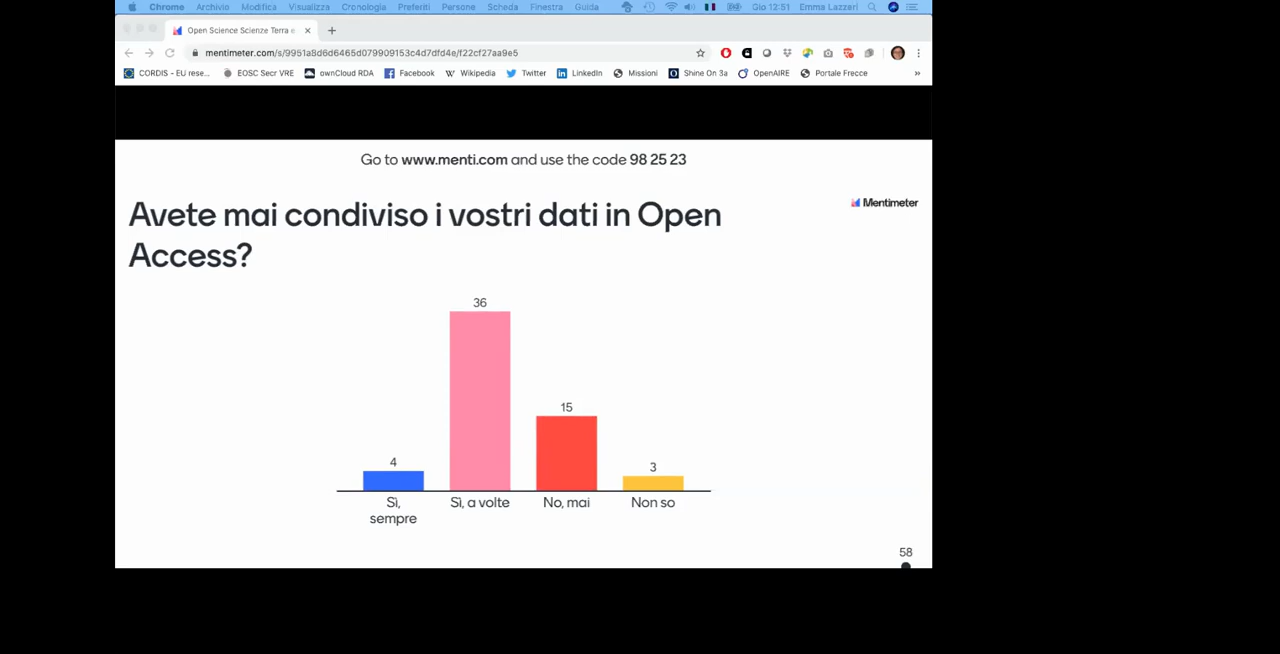 Chrome Archivio Modifica Visualizza Cronologia Preferiti Persone Scheda Finestra Guida Gio 12:51 Emma Lazzeri
Open Science Scienze Terra e
mentimeter.com/s/9951a8d6d6465d079909153c4d7dfd4e/f22cf27aa9e5
CORDIS - EU rese... EOSC Secr VRE ownCloud RDA Facebook Wikipedia Twitter LinkedIn Missioni Shine On 3a OpenAIRE Portale Frecce »
Go to www.menti.com and use the code 98 25 23
Mentimeter
Avete mai condiviso i vostri dati in Open
Access?
36
15
4
3
Sì,
sempre
Sì, a volte
No, mai
Non so
58